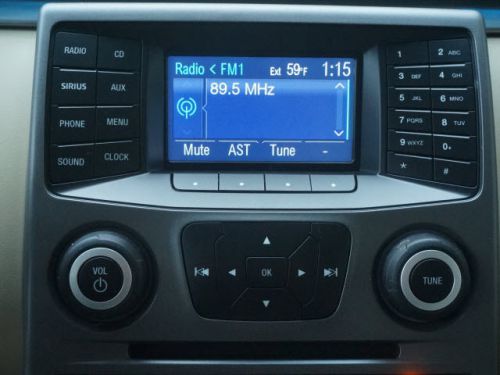 RADIO CD
SIRIUS AUX
PHONE MENU
SOUND CLOCK
Radio < FM1 Ext 59°F 1:15
89.5 MHz
Mute AST Tune -
1 2 ABC
3 DEF 4 GHI
5 JKL 6 MNO
7 PQRS 8 TUV
9 WXYZ 0+
* #
VOL
OK
TUNE